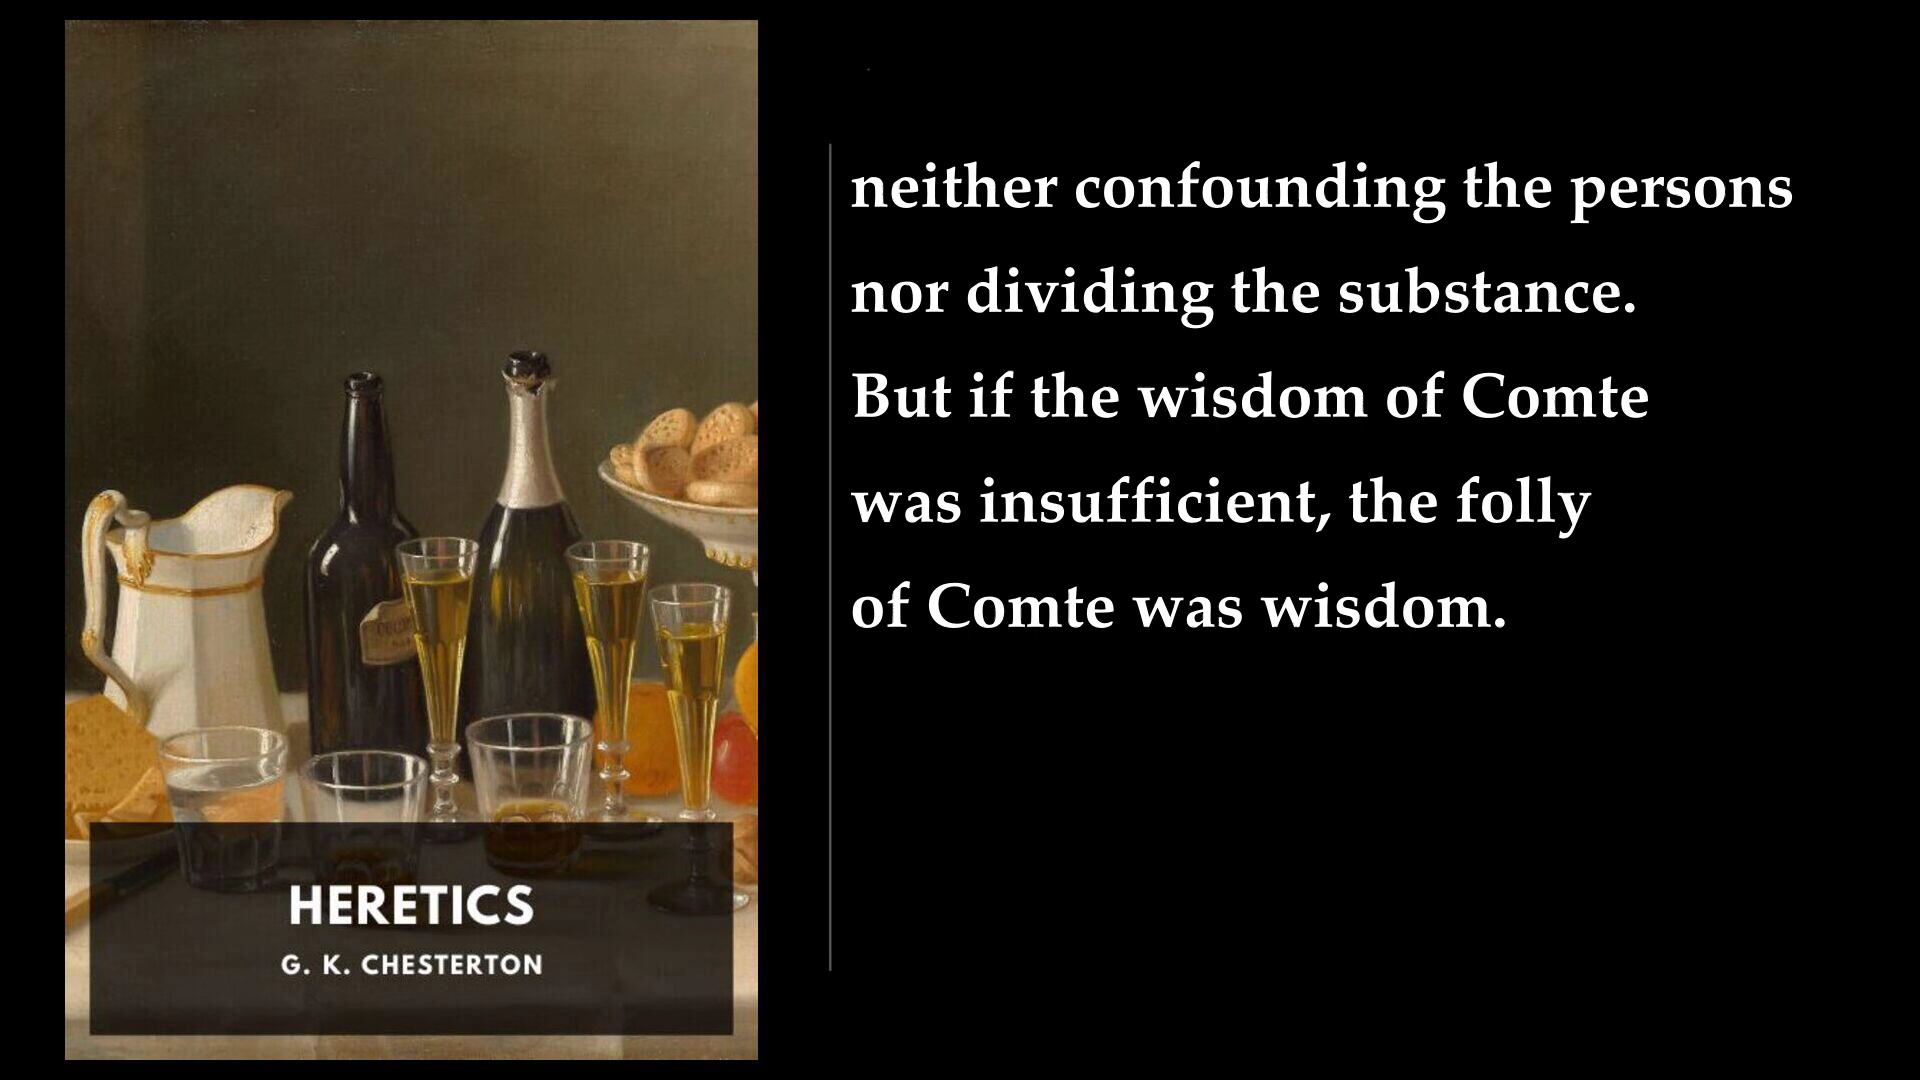 neither confounding the persons
nor dividing the substance.
But if the wisdom of Comte
was insufficient, the folly
of Comte was wisdom.
HERETICS
G. K. CHESTERTON